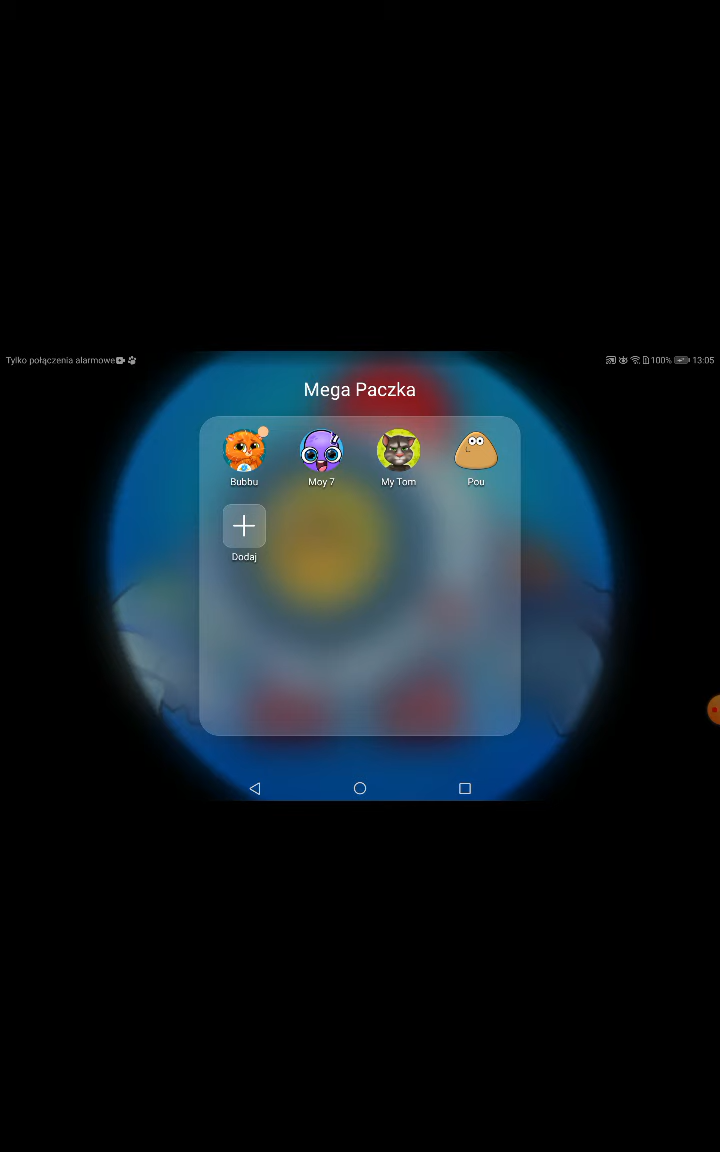 Tylko połączenia alarmowe
100% 13:05
Mega Paczka
Bubbu Moy 7 My Tom Pou
Dodaj